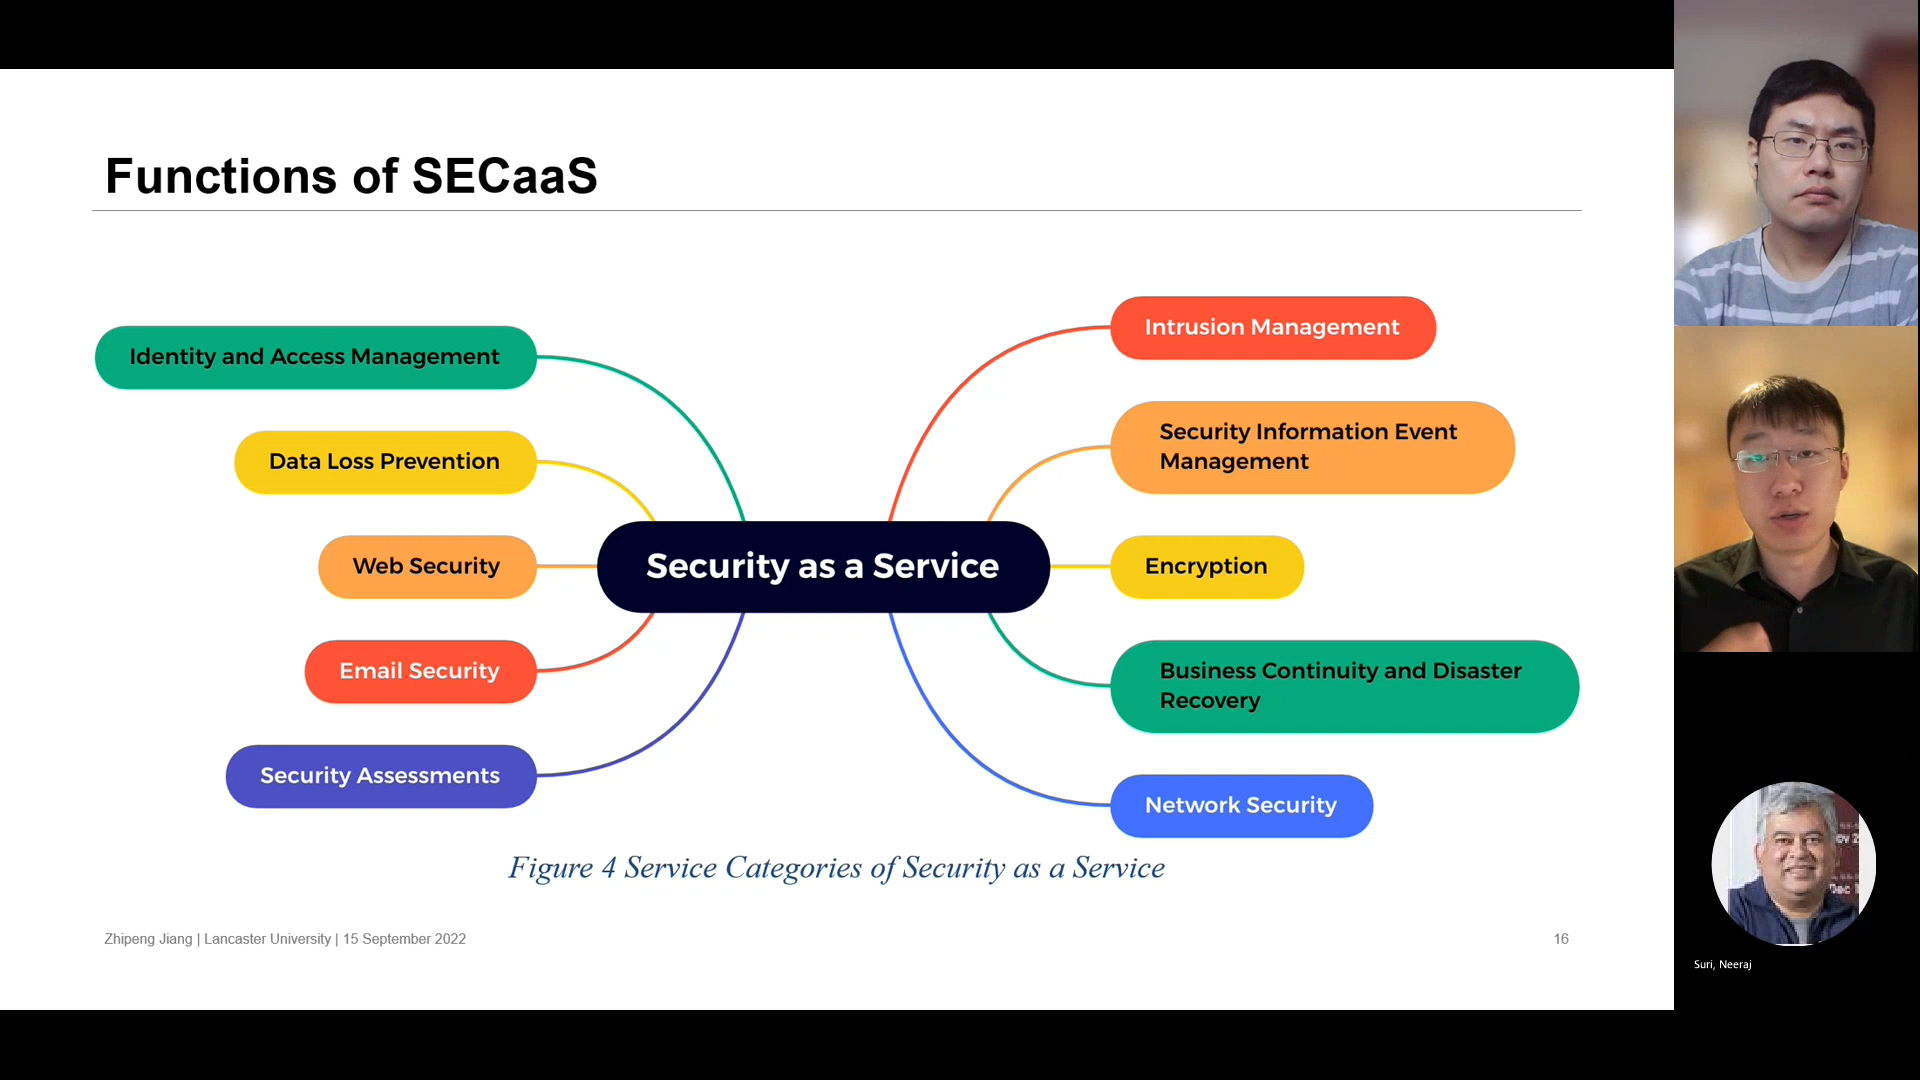 Functions of SECaaS
Identity and Access Management
Data Loss Prevention
Web Security
Email Security
Security Assessments
Security as a Service
Intrusion Management
Security Information Event
Management
Encryption
Business Continuity and Disaster
Recovery
Network Security
Figure 4 Service Categories of Security as a Service
Zhipeng Jiang | Lancaster University | 15 September 2022
16
Suri, Neeraj